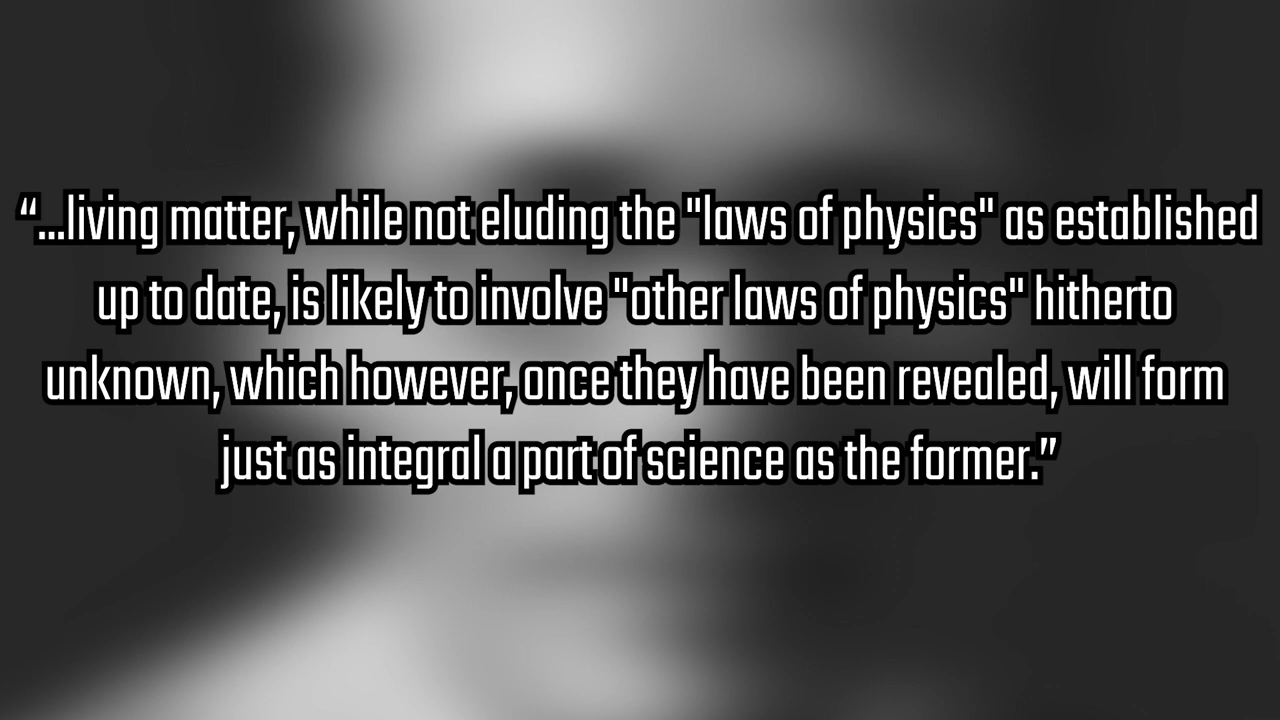 “...living matter, while not eluding the "laws of physics" as established
up to date, is likely to involve "other laws of physics" hitherto
unknown, which however, once they have been revealed, will form
just as integral a part of science as the former.”